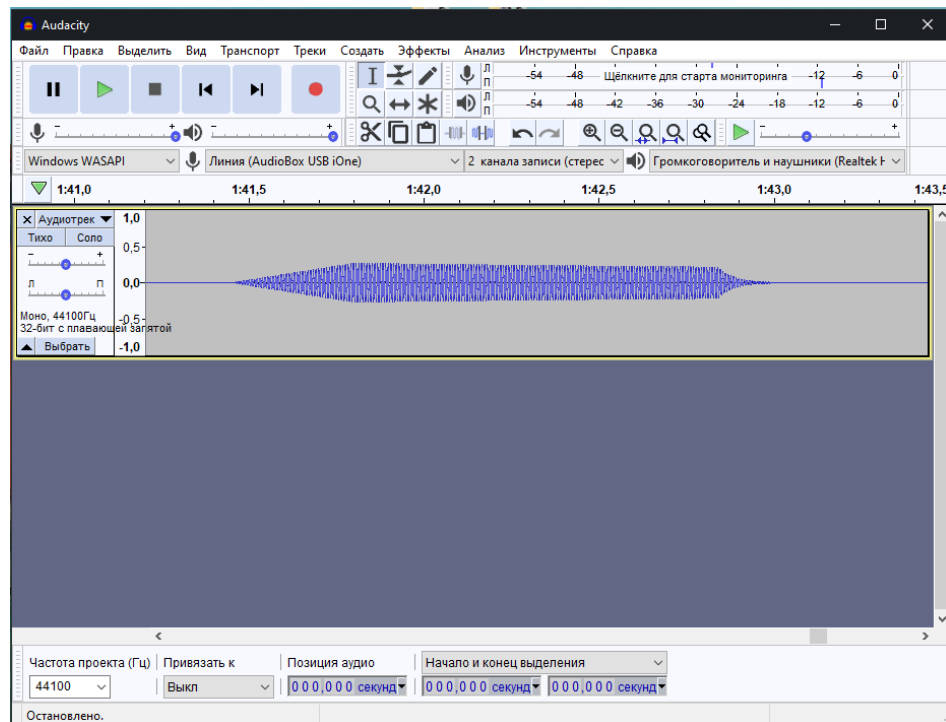 Audacity
Файл Правка Выделить Вид Транспорт Треки Создать Эффекты Анализ Инструменты Справка
Л П -54 -48 Щёлкните для старта мониторинга -12 -6 0
Л П -54 -48 -42 -36 -30 -24 -18 -12 -6 0
- + - + - +
Windows WASAPI Линия (AudioBox USB iOne) 2 канала записи (стерес Громкоговоритель и наушники (Realtek H
1:41,0 1:41,5 1:42,0 1:42,5 1:43,0 1:43,5
Аудиотрек 1,0
Тихо Соло
0,5
- +
0,0
Л П
Моно, 44100Гц -0,5
32-бит с плавающей запятой
Выбрать -1,0
Частота проекта (Гц) Привязать к Позиция аудио Начало и конец выделения
44100 Выкл 000,000 секунд 000,000 секунд 000,000 секунд
Остановлено.